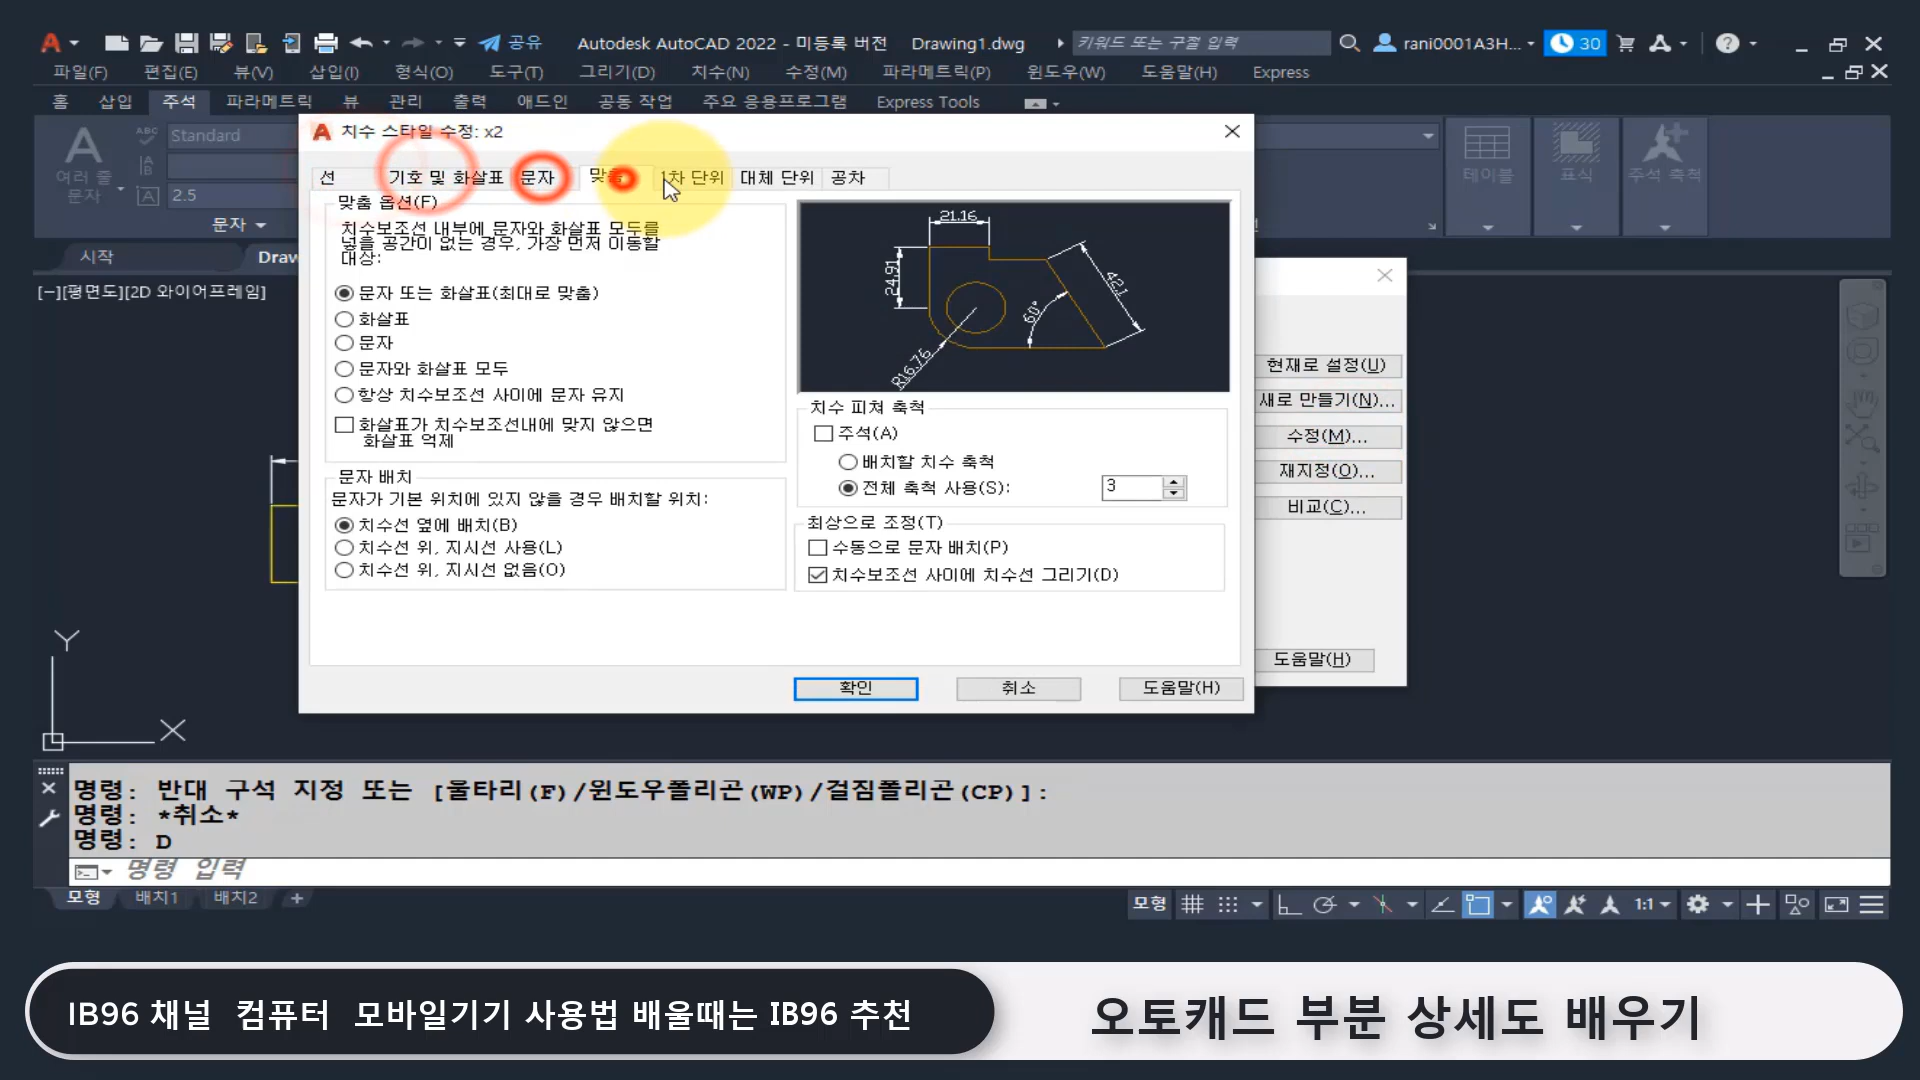 공유
Autodesk AutoCAD 2022 - 미등록 버전 Drawing1.dwg
키워드 또는 구절 입력
rani0001A3H...
30
파일(F) 편집(E) 뷰(V) 삽입(I) 형식(O) 도구(T) 그리기(D) 치수(N) 수정(M) 파라메트릭(P) 윈도우(W) 도움말(H) Express
홈 삽입 주석 파라메트릭 뷰 관리 출력 애드인 공동 작업 주요 응용프로그램 Express Tools
A
ABC
Standard
여러 줄
문자
2.5
문자
테이블
표식
주석 축척
시작
Draw
[-][평면도][2D 와이어프레임]
치수 스타일 수정: x2
선 기호 및 화살표 문자 맞춤 1차 단위 대체 단위 공차
맞춤 옵션(F)
치수보조선 내부에 문자와 화살표 모두를
넣을 공간이 없는 경우, 가장 먼저 이동할
대상:
문자 또는 화살표(최대로 맞춤)
화살표
문자
문자와 화살표 모두
항상 치수보조선 사이에 문자 유지
화살표가 치수보조선내에 맞지 않으면
화살표 억제
문자 배치
문자가 기본 위치에 있지 않을 경우 배치할 위치:
치수선 옆에 배치(B)
치수선 위, 지시선 사용(L)
치수선 위, 지시선 없음(O)
21.16
24.91
42.1
60°
R16.76
치수 피쳐 축척
주석(A)
배치할 치수 축척
전체 축척 사용(S): 3
최상으로 조정(T)
수동으로 문자 배치(P)
치수보조선 사이에 치수선 그리기(D)
확인 취소 도움말(H)
현재로 설정(U)
새로 만들기(N)...
수정(M)...
재지정(O)...
비교(C)...
도움말(H)
Y
X
명령: 반대 구석 지정 또는 [울타리(F)/윈도우폴리곤(WP)/걸침폴리곤(CP)]:
명령: *취소*
명령: D
명령 입력
모형 배치1 배치2 +
모형
1:1
IB96 채널 컴퓨터 모바일기기 사용법 배울때는 IB96 추천
오토캐드 부분 상세도 배우기